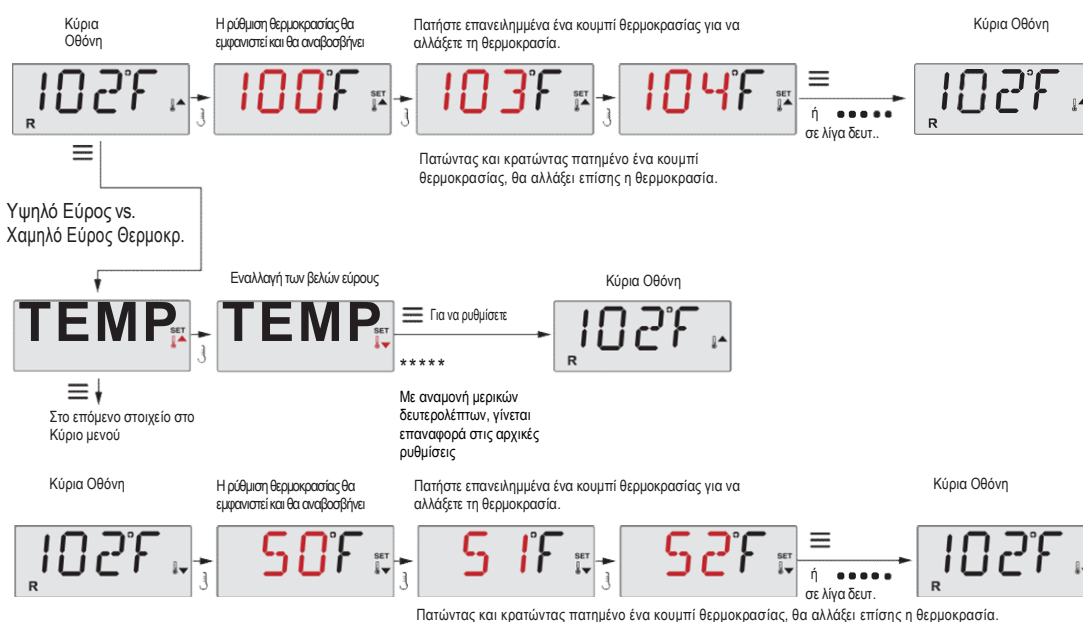 Κύρια
Οθόνη
Η ρύθμιση θερμοκρασίας θα
εμφανιστεί και θα αναβοσβήνει
Πατήστε επανειλημμένα ένα κουμπί θερμοκρασίας για να
αλλάξετε τη θερμοκρασία.
Κύρια Οθόνη
102°F
R
100°F
SET
103°F
SET
104°F
SET
ή
σε λίγα δευτ..
102°F
R
Πατώντας και κρατώντας πατημένο ένα κουμπί
θερμοκρασίας, θα αλλάξει επίσης η θερμοκρασία.
Υψηλό Εύρος vs.
Χαμηλό Εύρος Θερμοκρ.
Εναλλαγή των βελών εύρους
Κύρια Οθόνη
TEMP
SET
TEMP
SET
Για να ρυθμίσετε
*****
102°F
R
Στο επόμενο στοιχείο στο
Κύριο μενού
Με αναμονή μερικών
δευτερολέπτων, γίνεται
επαναφορά στις αρχικές
ρυθμίσεις
Κύρια Οθόνη
Η ρύθμιση θερμοκρασίας θα
εμφανιστεί και θα αναβοσβήνει
Πατήστε επανειλημμένα ένα κουμπί θερμοκρασίας για να
αλλάξετε τη θερμοκρασία.
Κύρια Οθόνη
102°F
R
50°F
SET
51°F
SET
52°F
SET
ή
σε λίγα δευτ.
102°F
R
Πατώντας και κρατώντας πατημένο ένα κουμπί θερμοκρασίας, θα αλλάξει επίσης η θερμοκρασία.